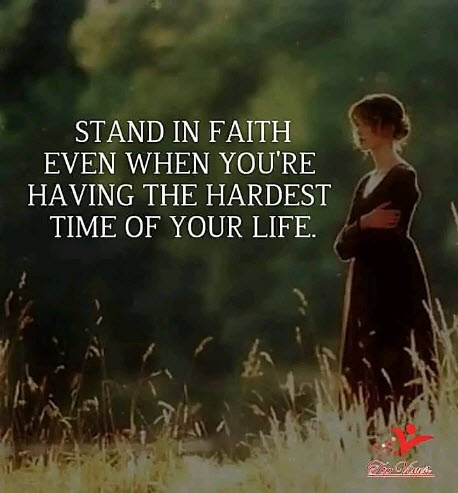 STAND IN FAITH
EVEN WHEN YOU'RE
HAVING THE HARDEST
TIME OF YOUR LIFE.